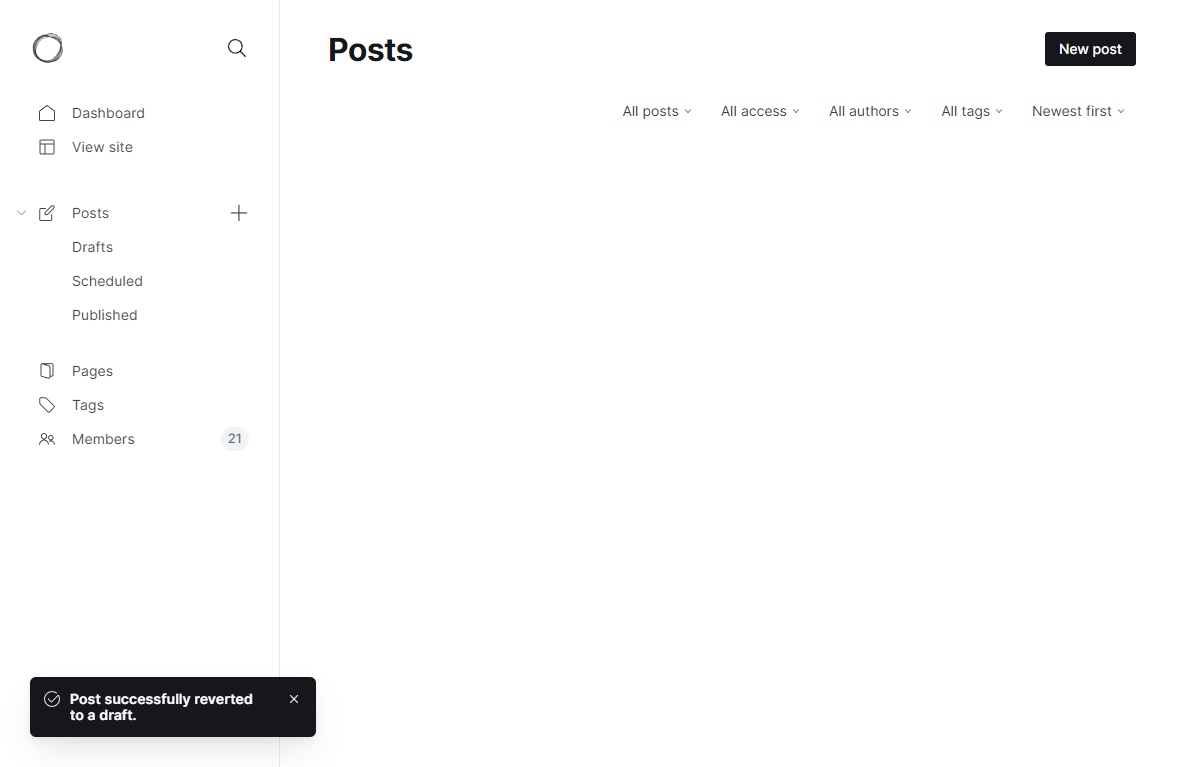 Posts
New post
All posts
All access
All authors
All tags
Newest first
Dashboard
View site
Posts
Drafts
Scheduled
Published
Pages
Tags
Members
21
Post successfully reverted
to a draft.